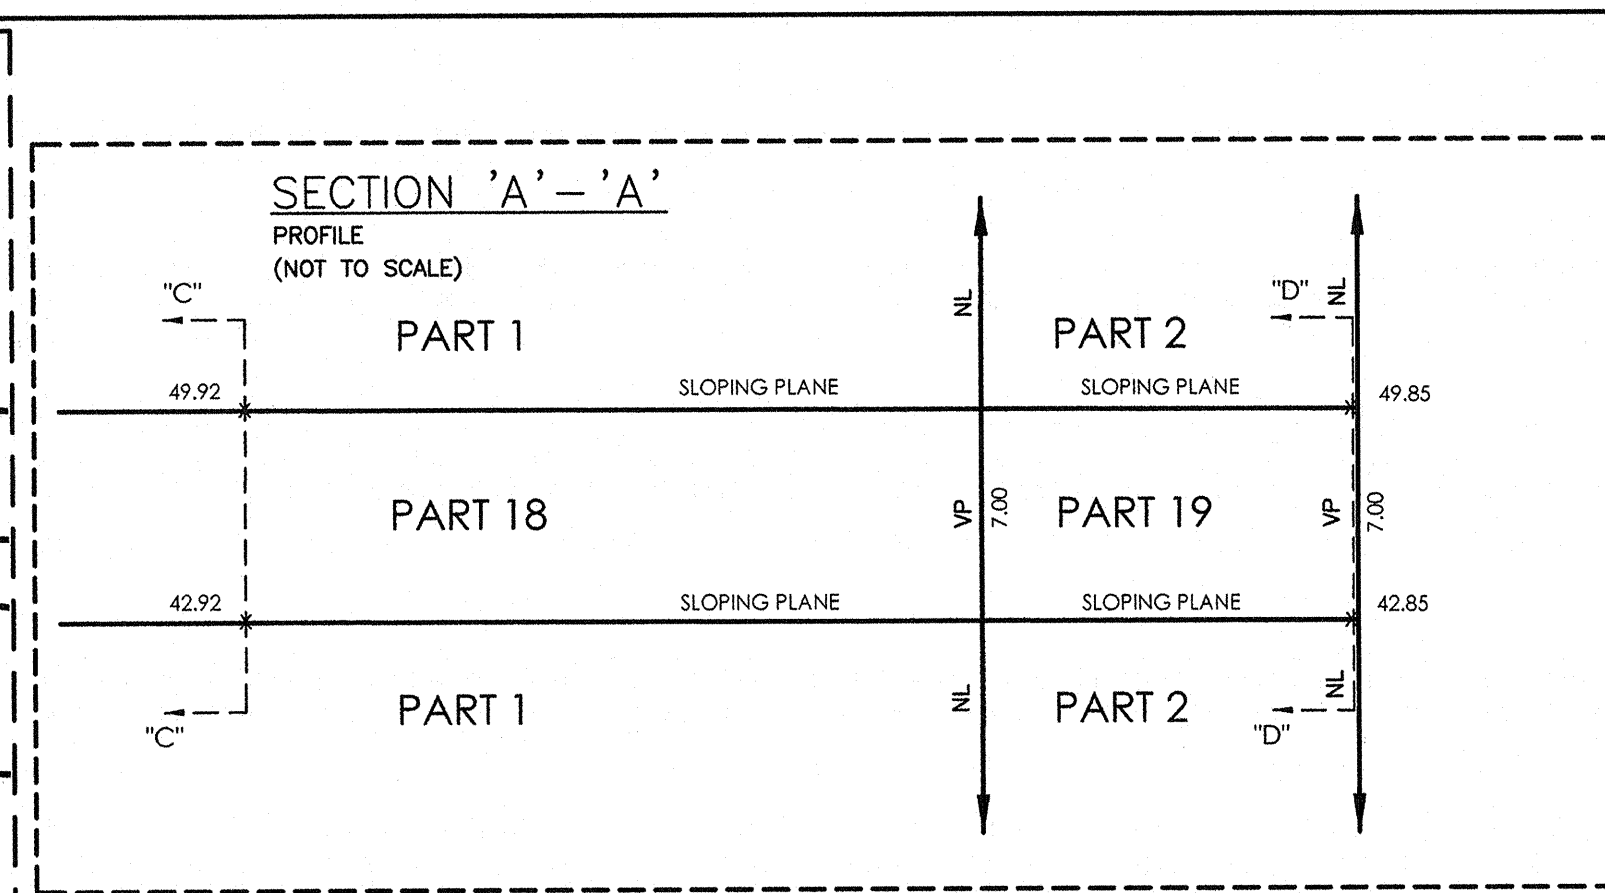 SECTION 'A'-'A'
PROFILE
(NOT TO SCALE)
"C"
"D"
NL
NL
PART 1
PART 2
49.92
SLOPING PLANE
SLOPING PLANE
49.85
PART 18
VP
7.00
PART 19
VP
7.00
42.92
SLOPING PLANE
SLOPING PLANE
42.85
NL
NL
PART 1
PART 2
"C"
"D"